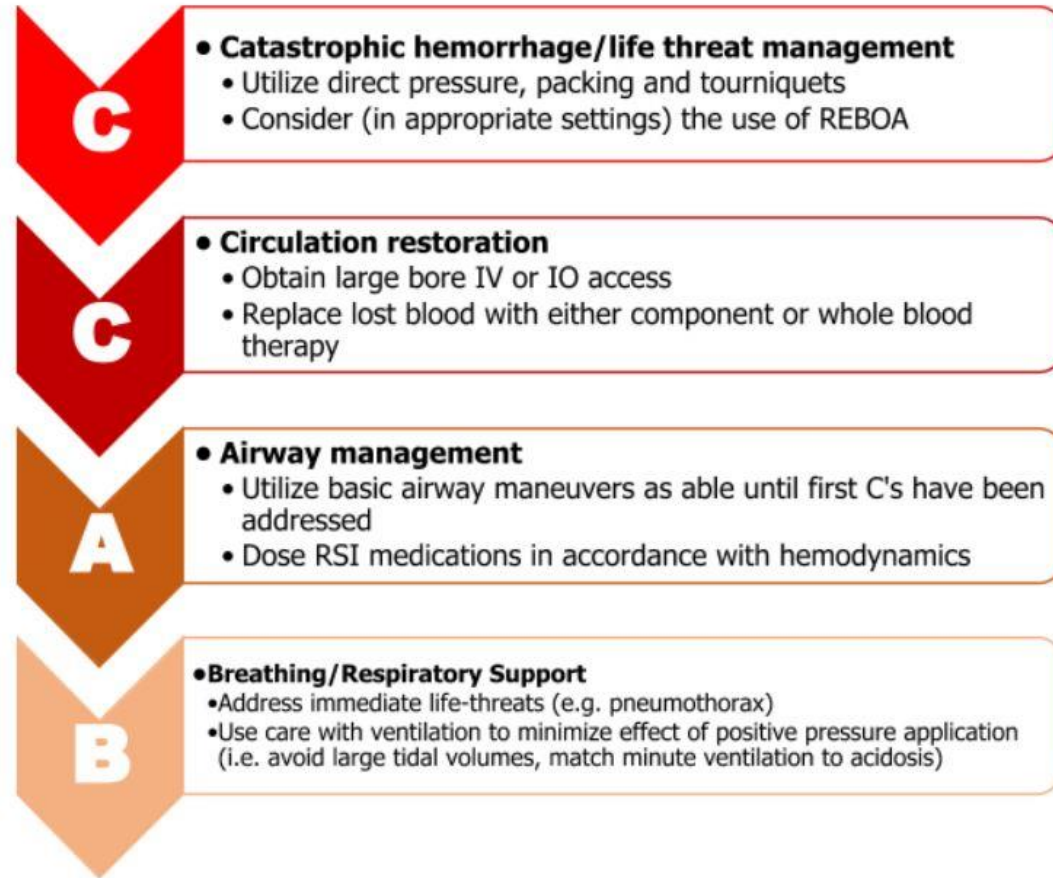 C
• Catastrophic hemorrhage/life threat management
• Utilize direct pressure, packing and tourniquets
• Consider (in appropriate settings) the use of REBOA
C
• Circulation restoration
• Obtain large bore IV or IO access
• Replace lost blood with either component or whole blood
therapy
A
• Airway management
• Utilize basic airway maneuvers as able until first C's have been
addressed
• Dose RSI medications in accordance with hemodynamics
B
•Breathing/Respiratory Support
•Address immediate life-threats (e.g. pneumothorax)
•Use care with ventilation to minimize effect of positive pressure application
(i.e. avoid large tidal volumes, match minute ventilation to acidosis)